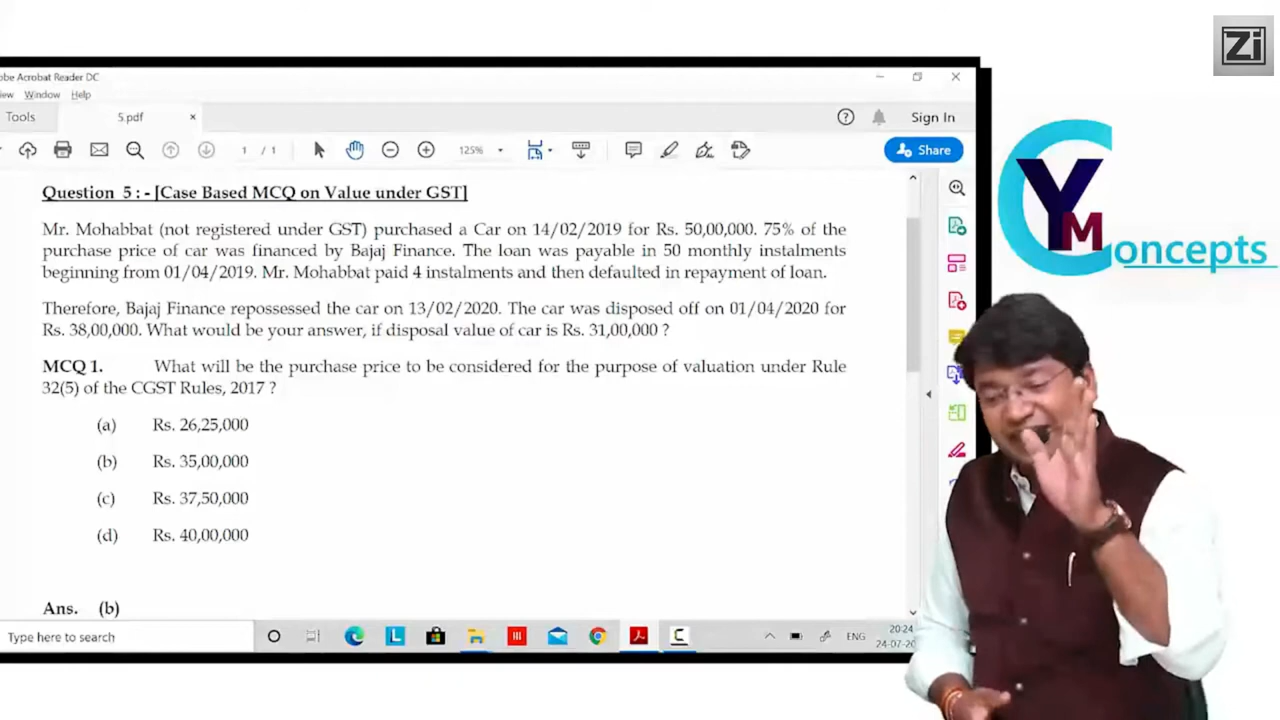 Zi
obe Acrobat Reader DC
iew Window Help
Tools 5.pdf × Sign In
1 / 1 125% Share
Question 5 : - [Case Based MCQ on Value under GST]
Mr. Mohabbat (not registered under GST) purchased a Car on 14/02/2019 for Rs. 50,00,000. 75% of the
purchase price of car was financed by Bajaj Finance. The loan was payable in 50 monthly instalments
beginning from 01/04/2019. Mr. Mohabbat paid 4 instalments and then defaulted in repayment of loan.
Therefore, Bajaj Finance repossessed the car on 13/02/2020. The car was disposed off on 01/04/2020 for
Rs. 38,00,000. What would be your answer, if disposal value of car is Rs. 31,00,000 ?
MCQ 1. What will be the purchase price to be considered for the purpose of valuation under Rule
32(5) of the CGST Rules, 2017 ?
(a) Rs. 26,25,000
(b) Rs. 35,00,000
(c) Rs. 37,50,000
(d) Rs. 40,00,000
Ans. (b)
Type here to search
ENG
20:24
24-07-20
CYM
oncepts